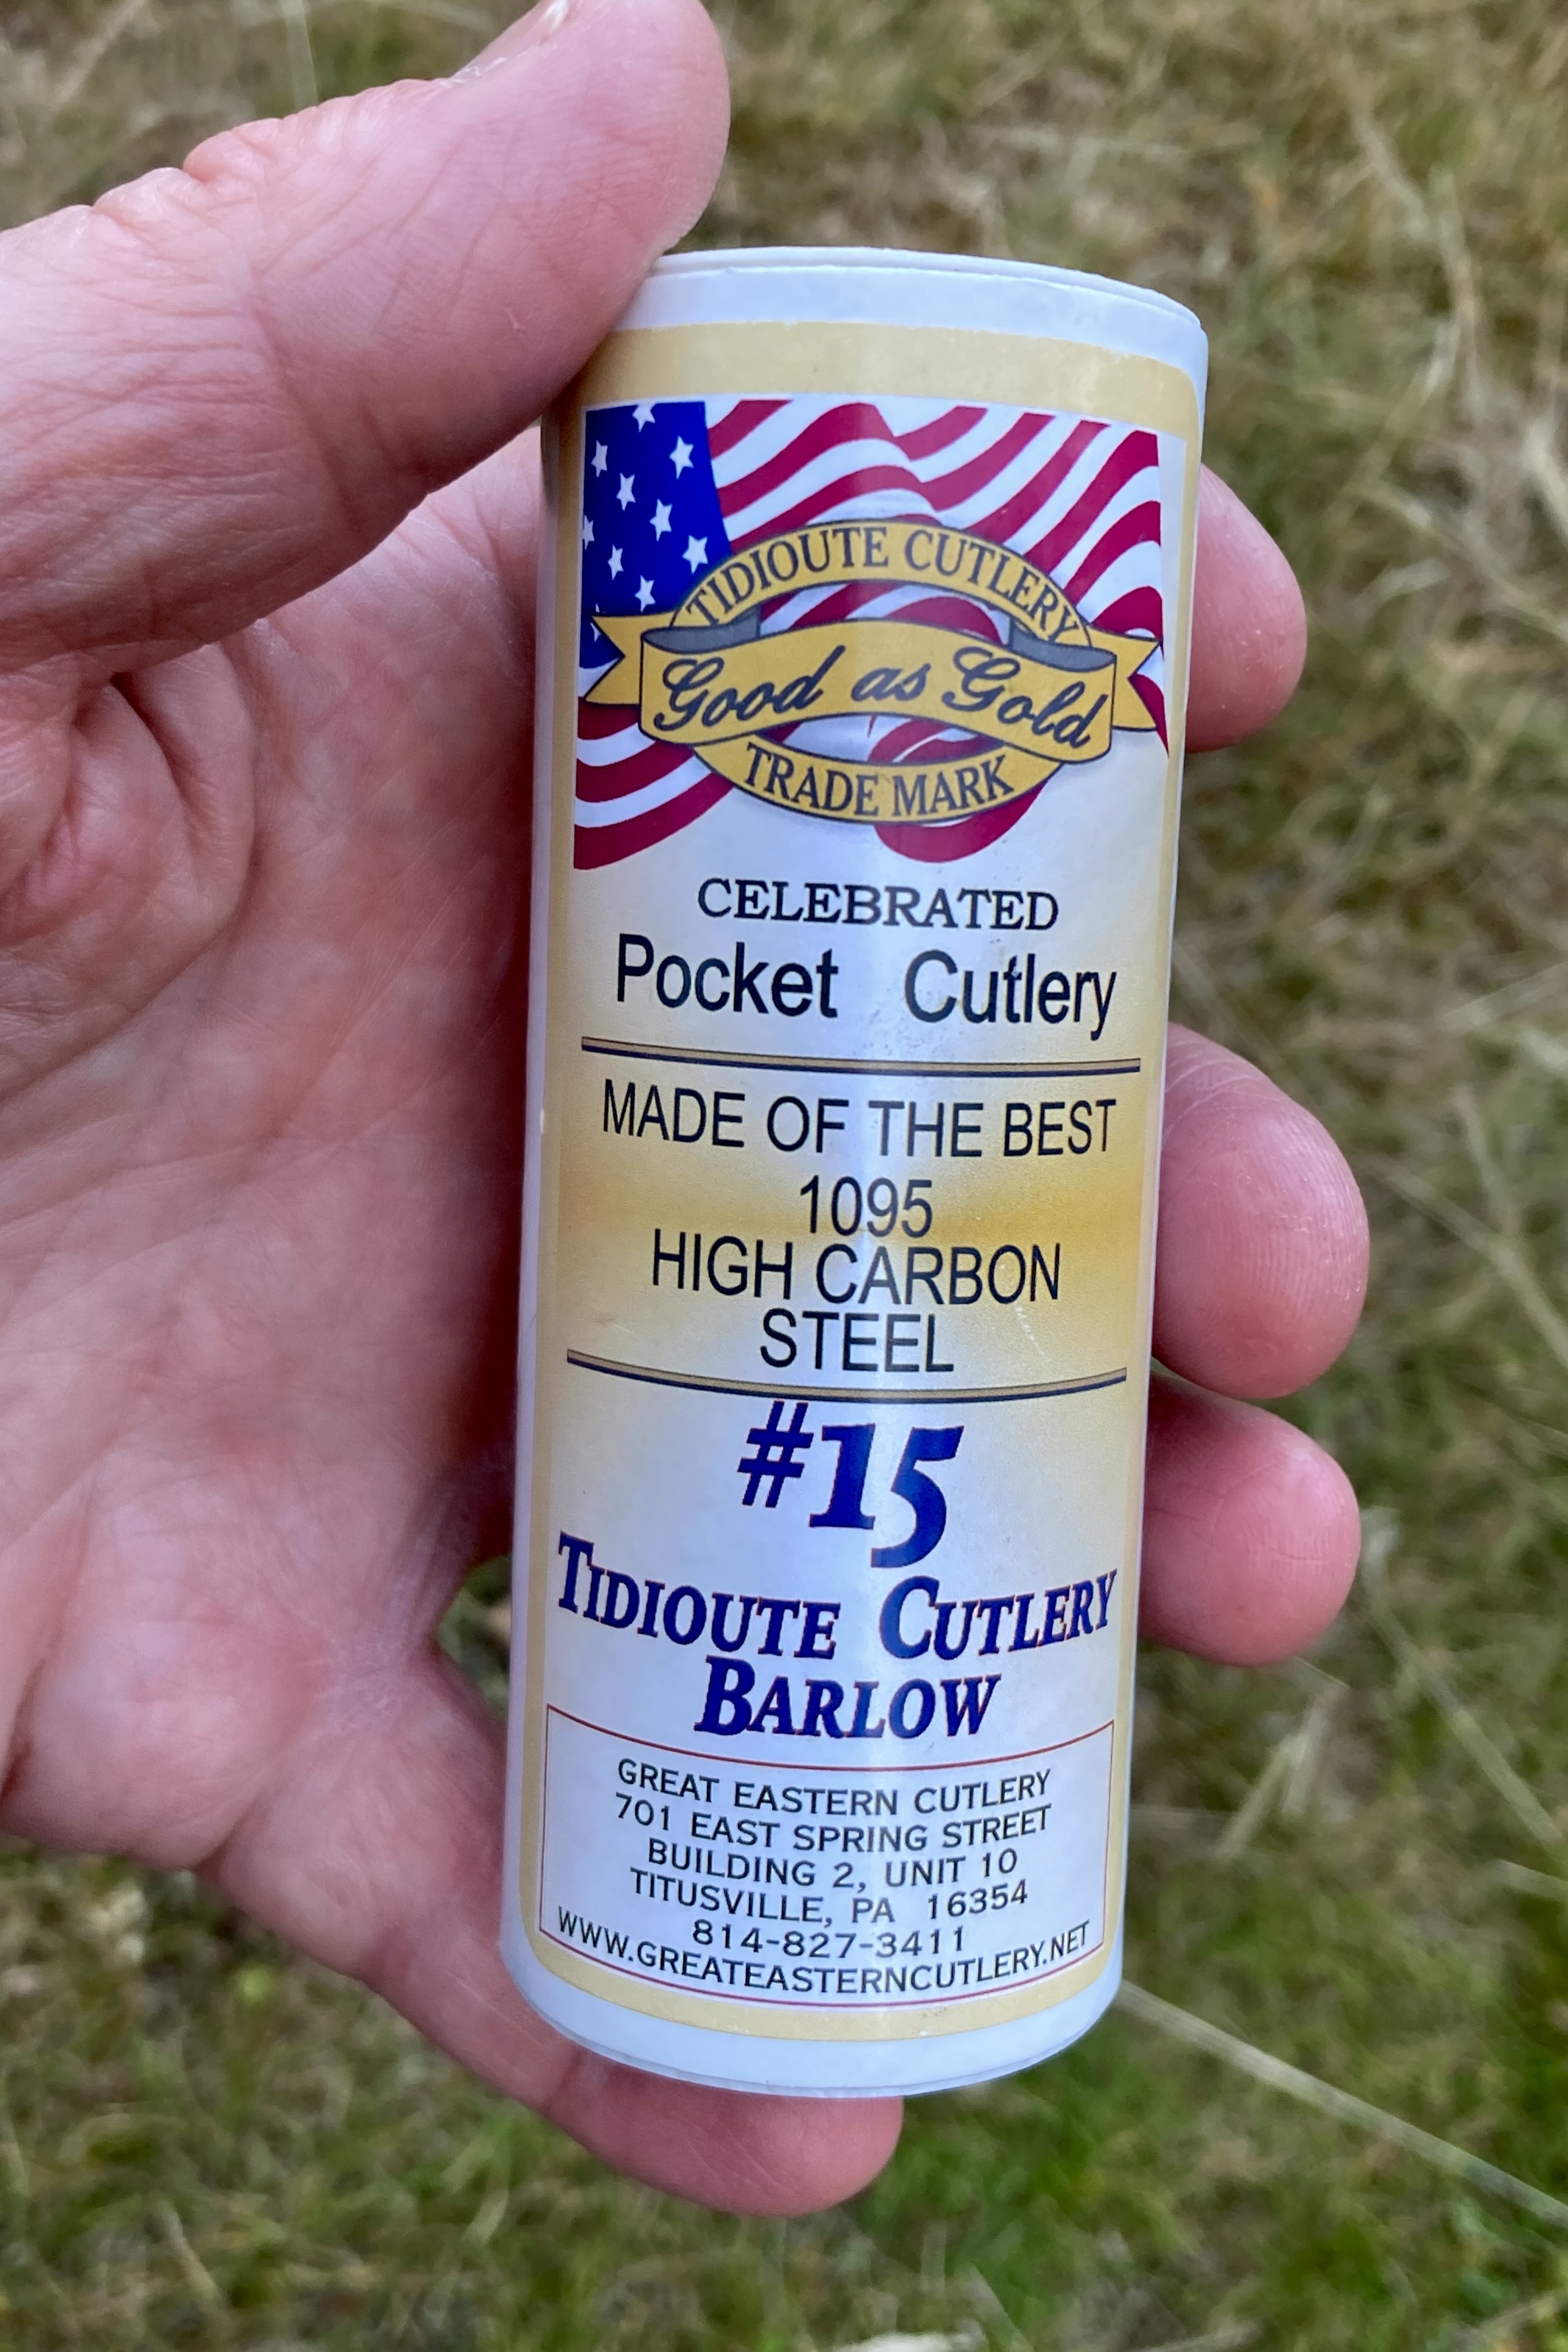 TIDIOUTE CUTLERY
Good as Gold
TRADE MARK
CELEBRATED
Pocket Cutlery
MADE OF THE BEST
1095
HIGH CARBON
STEEL
#15
TIDIOUTE CUTLERY
BARLOW
GREAT EASTERN CUTLERY
701 EAST SPRING STREET
BUILDING 2, UNIT 10
TITUSVILLE, PA 16354
814-827-3411
WWW.GREATEASTERNCUTLERY.NET